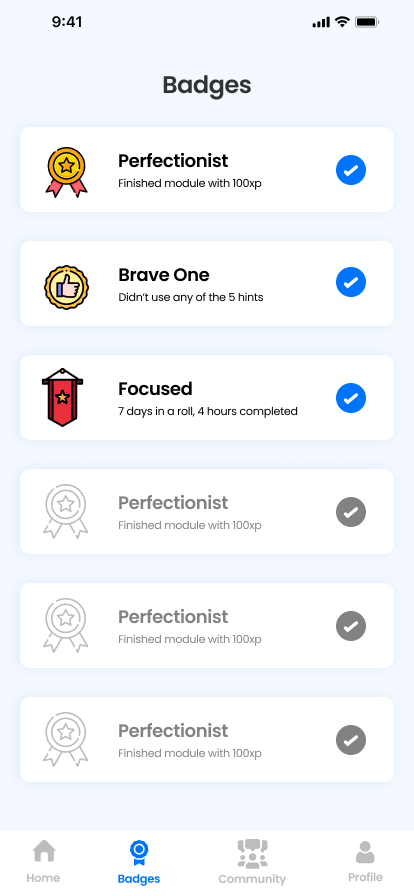 9:41
Badges
Perfectionist
Finished module with 100xp
Brave One
Didn't use any of the 5 hints
Focused
7 days in a roll, 4 hours completed
Perfectionist
Finished module with 100xp
Perfectionist
Finished module with 100xp
Perfectionist
Finished module with 100xp
Home
Badges
Community
Profile